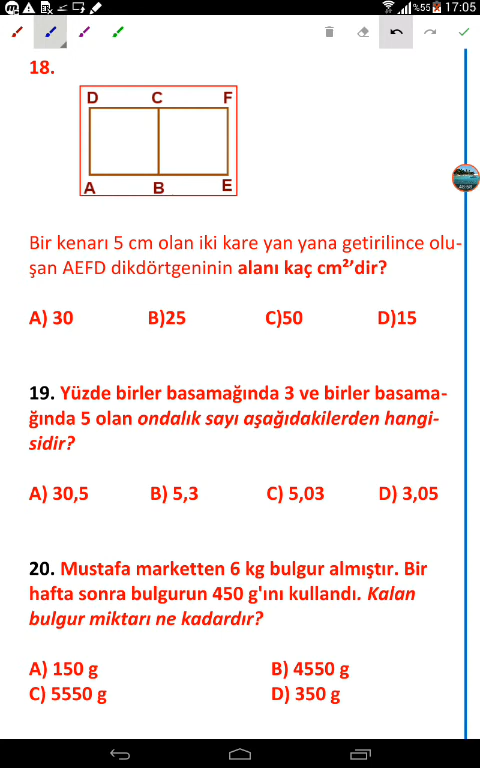 %55 17:05
18.
D C F
A B E
Bir kenarı 5 cm olan iki kare yan yana getirilince olu-
şan AEFD dikdörtgeninin alanı kaç cm²'dir?
A) 30 B)25 C)50 D)15
19. Yüzde birler basamağında 3 ve birler basama-
ğında 5 olan ondalık sayı aşağıdakilerden hangi-
sidir?
A) 30,5 B) 5,3 C) 5,03 D) 3,05
20. Mustafa marketten 6 kg bulgur almıştır. Bir
hafta sonra bulgurun 450 g'ını kullandı. Kalan
bulgur miktarı ne kadardır?
A) 150 g B) 4550 g
C) 5550 g D) 350 g